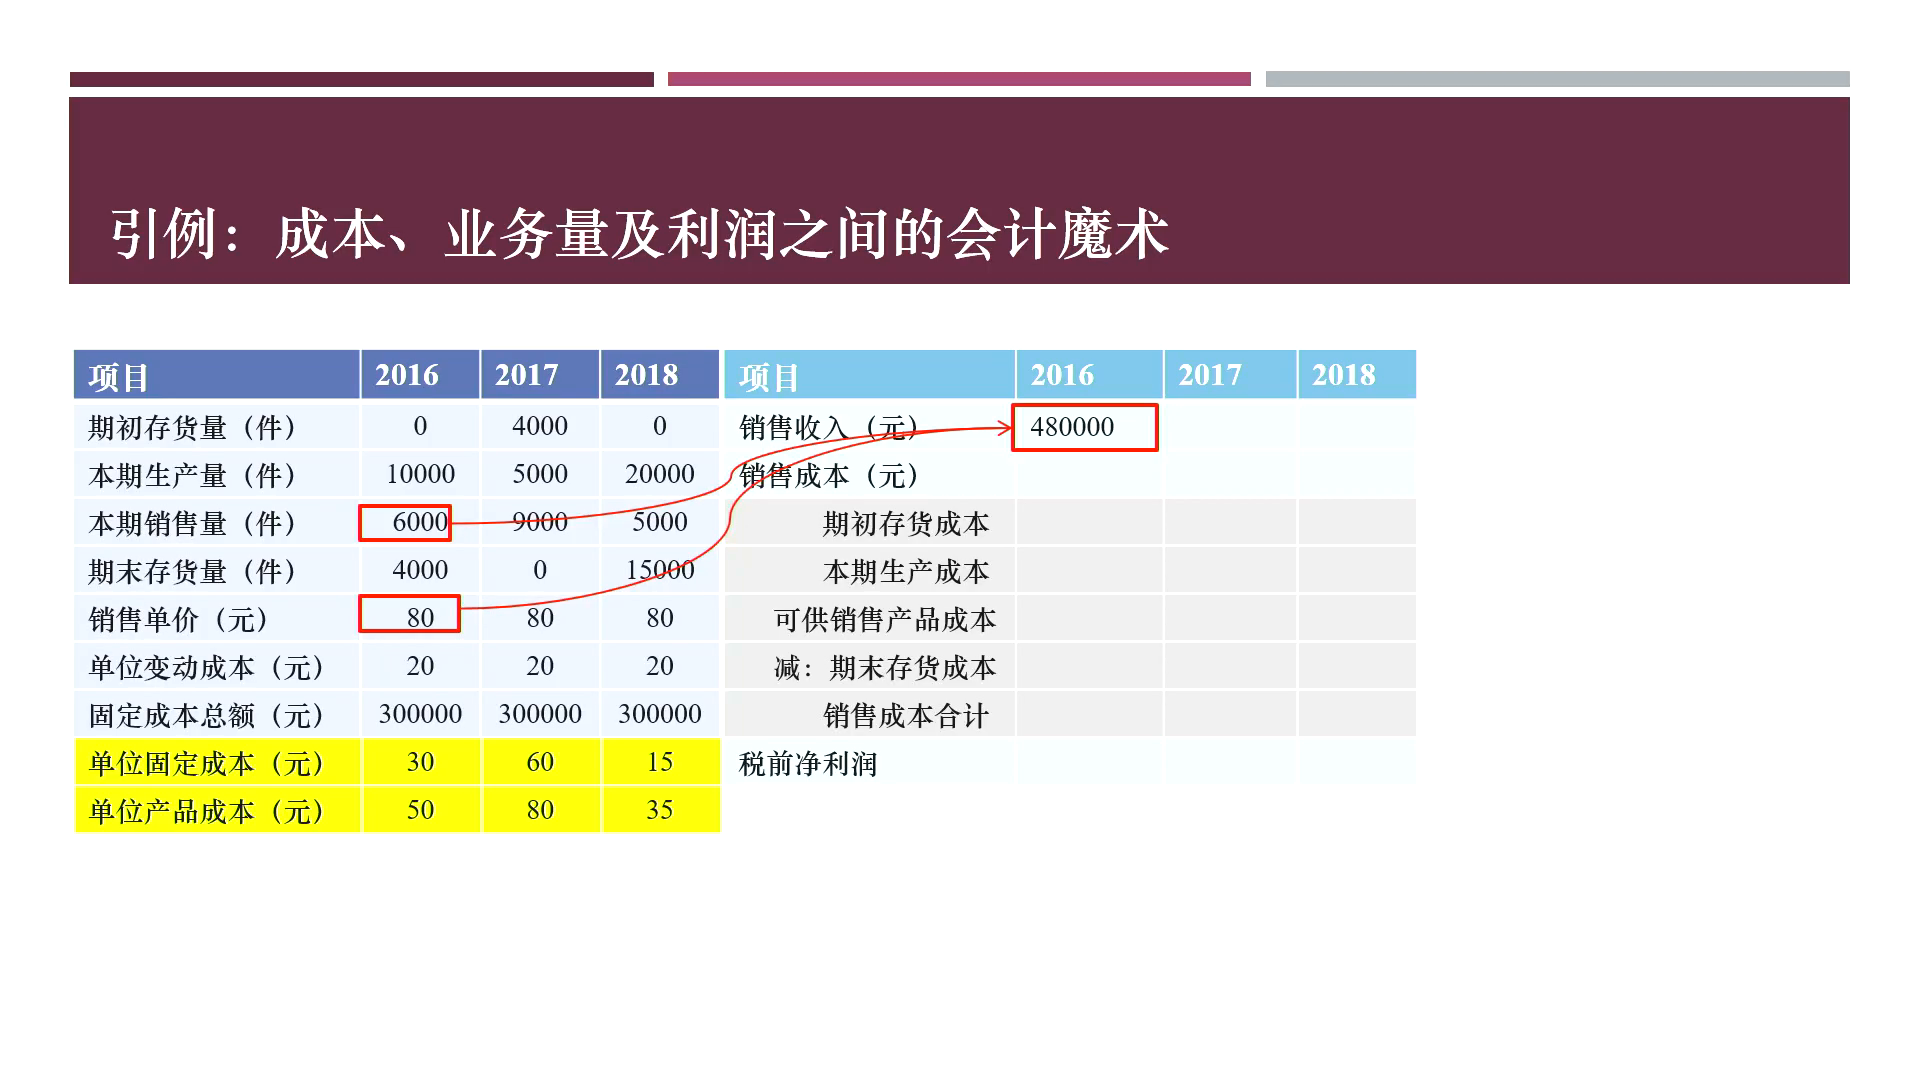 引例：成本、业务量及利润之间的会计魔术
项目 2016 2017 2018
期初存货量（件） 0 4000 0
本期生产量（件） 10000 5000 20000
本期销售量（件） 6000 9000 5000
期末存货量（件） 4000 0 15000
销售单价（元） 80 80 80
单位变动成本（元） 20 20 20
固定成本总额（元） 300000 300000 300000
单位固定成本（元） 30 60 15
单位产品成本（元） 50 80 35
项目 2016 2017 2018
销售收入（元） 480000
销售成本（元）
期初存货成本
本期生产成本
可供销售产品成本
减：期末存货成本
销售成本合计
税前净利润